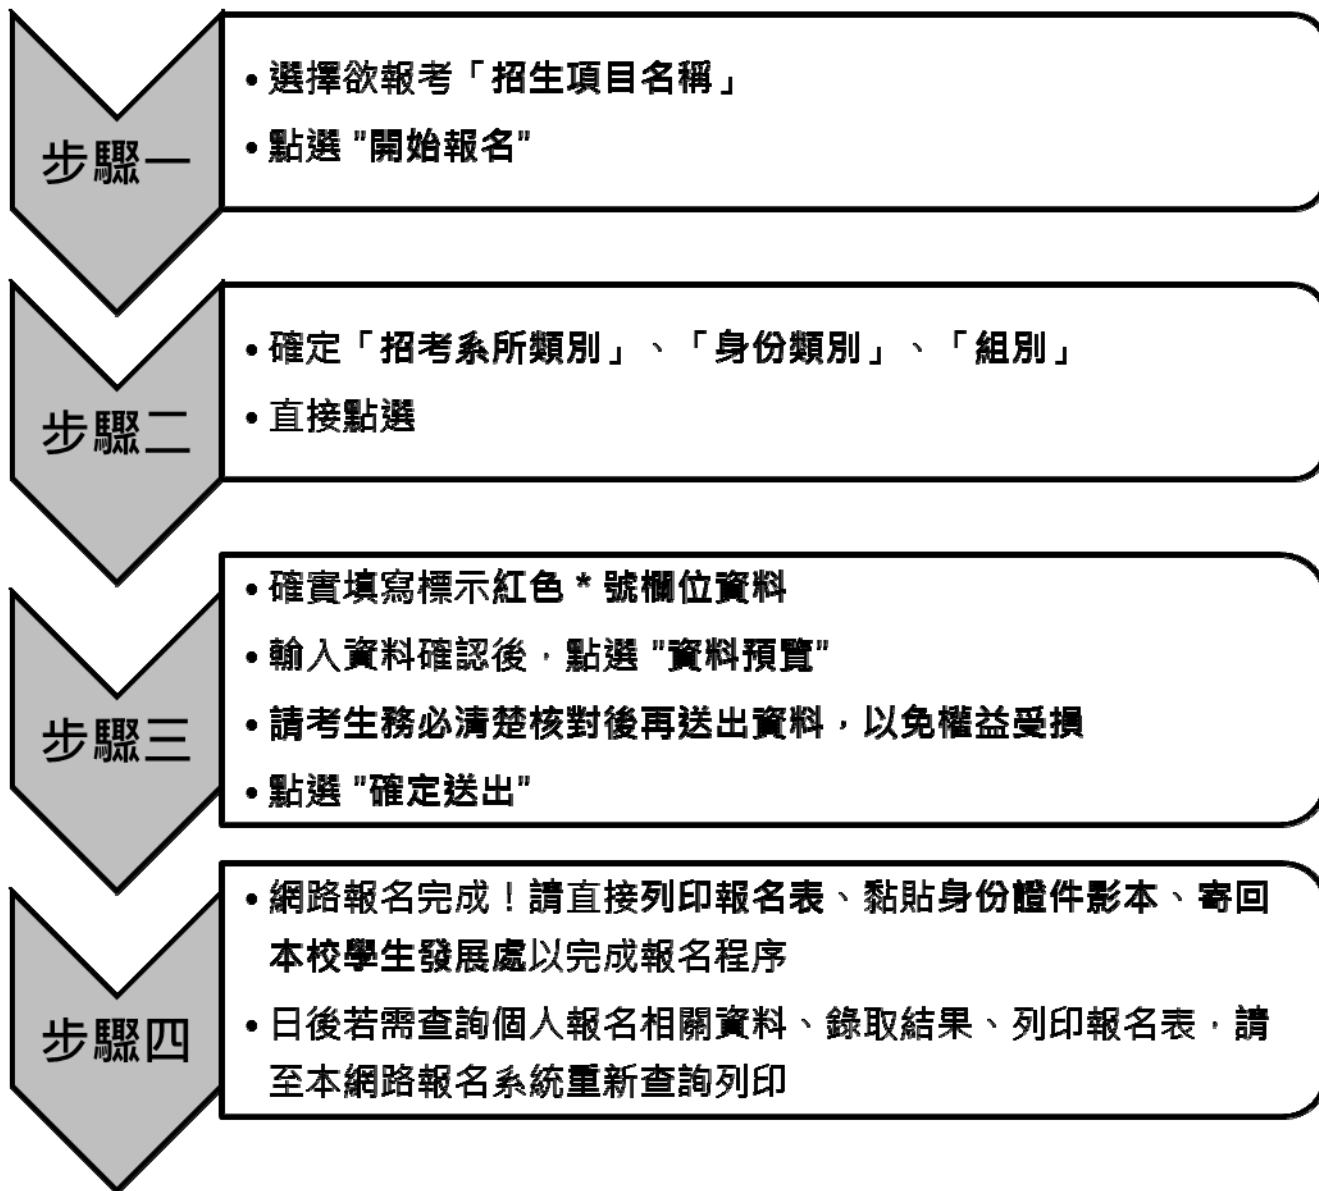 步驟一
• 選擇欲報考「招生項目名稱」
• 點選 "開始報名"
步驟二
• 確定「招考系所類別」、「身份類別」、「組別」
• 直接點選
步驟三
• 確實填寫標示紅色 * 號欄位資料
• 輸入資料確認後，點選 "資料預覽"
• 請考生務必清楚核對後再送出資料，以免權益受損
• 點選 "確定送出"
步驟四
• 網路報名完成！請直接列印報名表、黏貼身份證件影本、寄回
本校學生發展處以完成報名程序
• 日後若需查詢個人報名相關資料、錄取結果、列印報名表，請
至本網路報名系統重新查詢列印